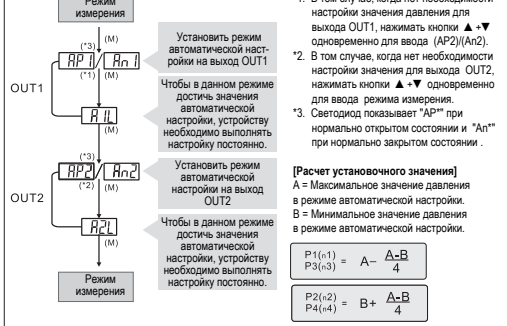 Режим
измерения
(M)
(*3)
AP1 / An1
(*1) (M)
Установить режим
автоматической наст-
ройки на выход OUT1
OUT1
A1L
(M)
Чтобы в данном режиме
достичь значения
автоматической
настройки, устройству
необходимо выполнять
настройку постоянно.
(*3)
AP2 / An2
(*2) (M)
Установить режим
автоматической
настройки на выход
OUT2
OUT2
A2L
(M)
Чтобы в данном режиме
достичь значения
автоматической
настройки, устройству
необходимо выполнять
настройку постоянно.
Режим
измерения
*1. В том случае, когда нет необходимости
настройки значения давления для
выхода OUT1, нажимать кнопки ▲+▼
одновременно для ввода (AP2)/(An2).
*2. В том случае, когда нет необходимости
настройки значения для выхода OUT2,
нажимать кнопки ▲+▼ одновременно
для ввода режима измерения.
*3. Светодиод показывает "AP*" при
нормально открытом состоянии и "An*"
при нормально закрытом состоянии .
[Расчет установочного значения]
A = Максимальное значение давления
в режиме автоматической настройки.
B = Минимальное значение давления
в режиме автоматической настройки.
P1(n1)
P3(n3) = A– A-B
4
P2(n2)
P4(n4) = B+ A-B
4